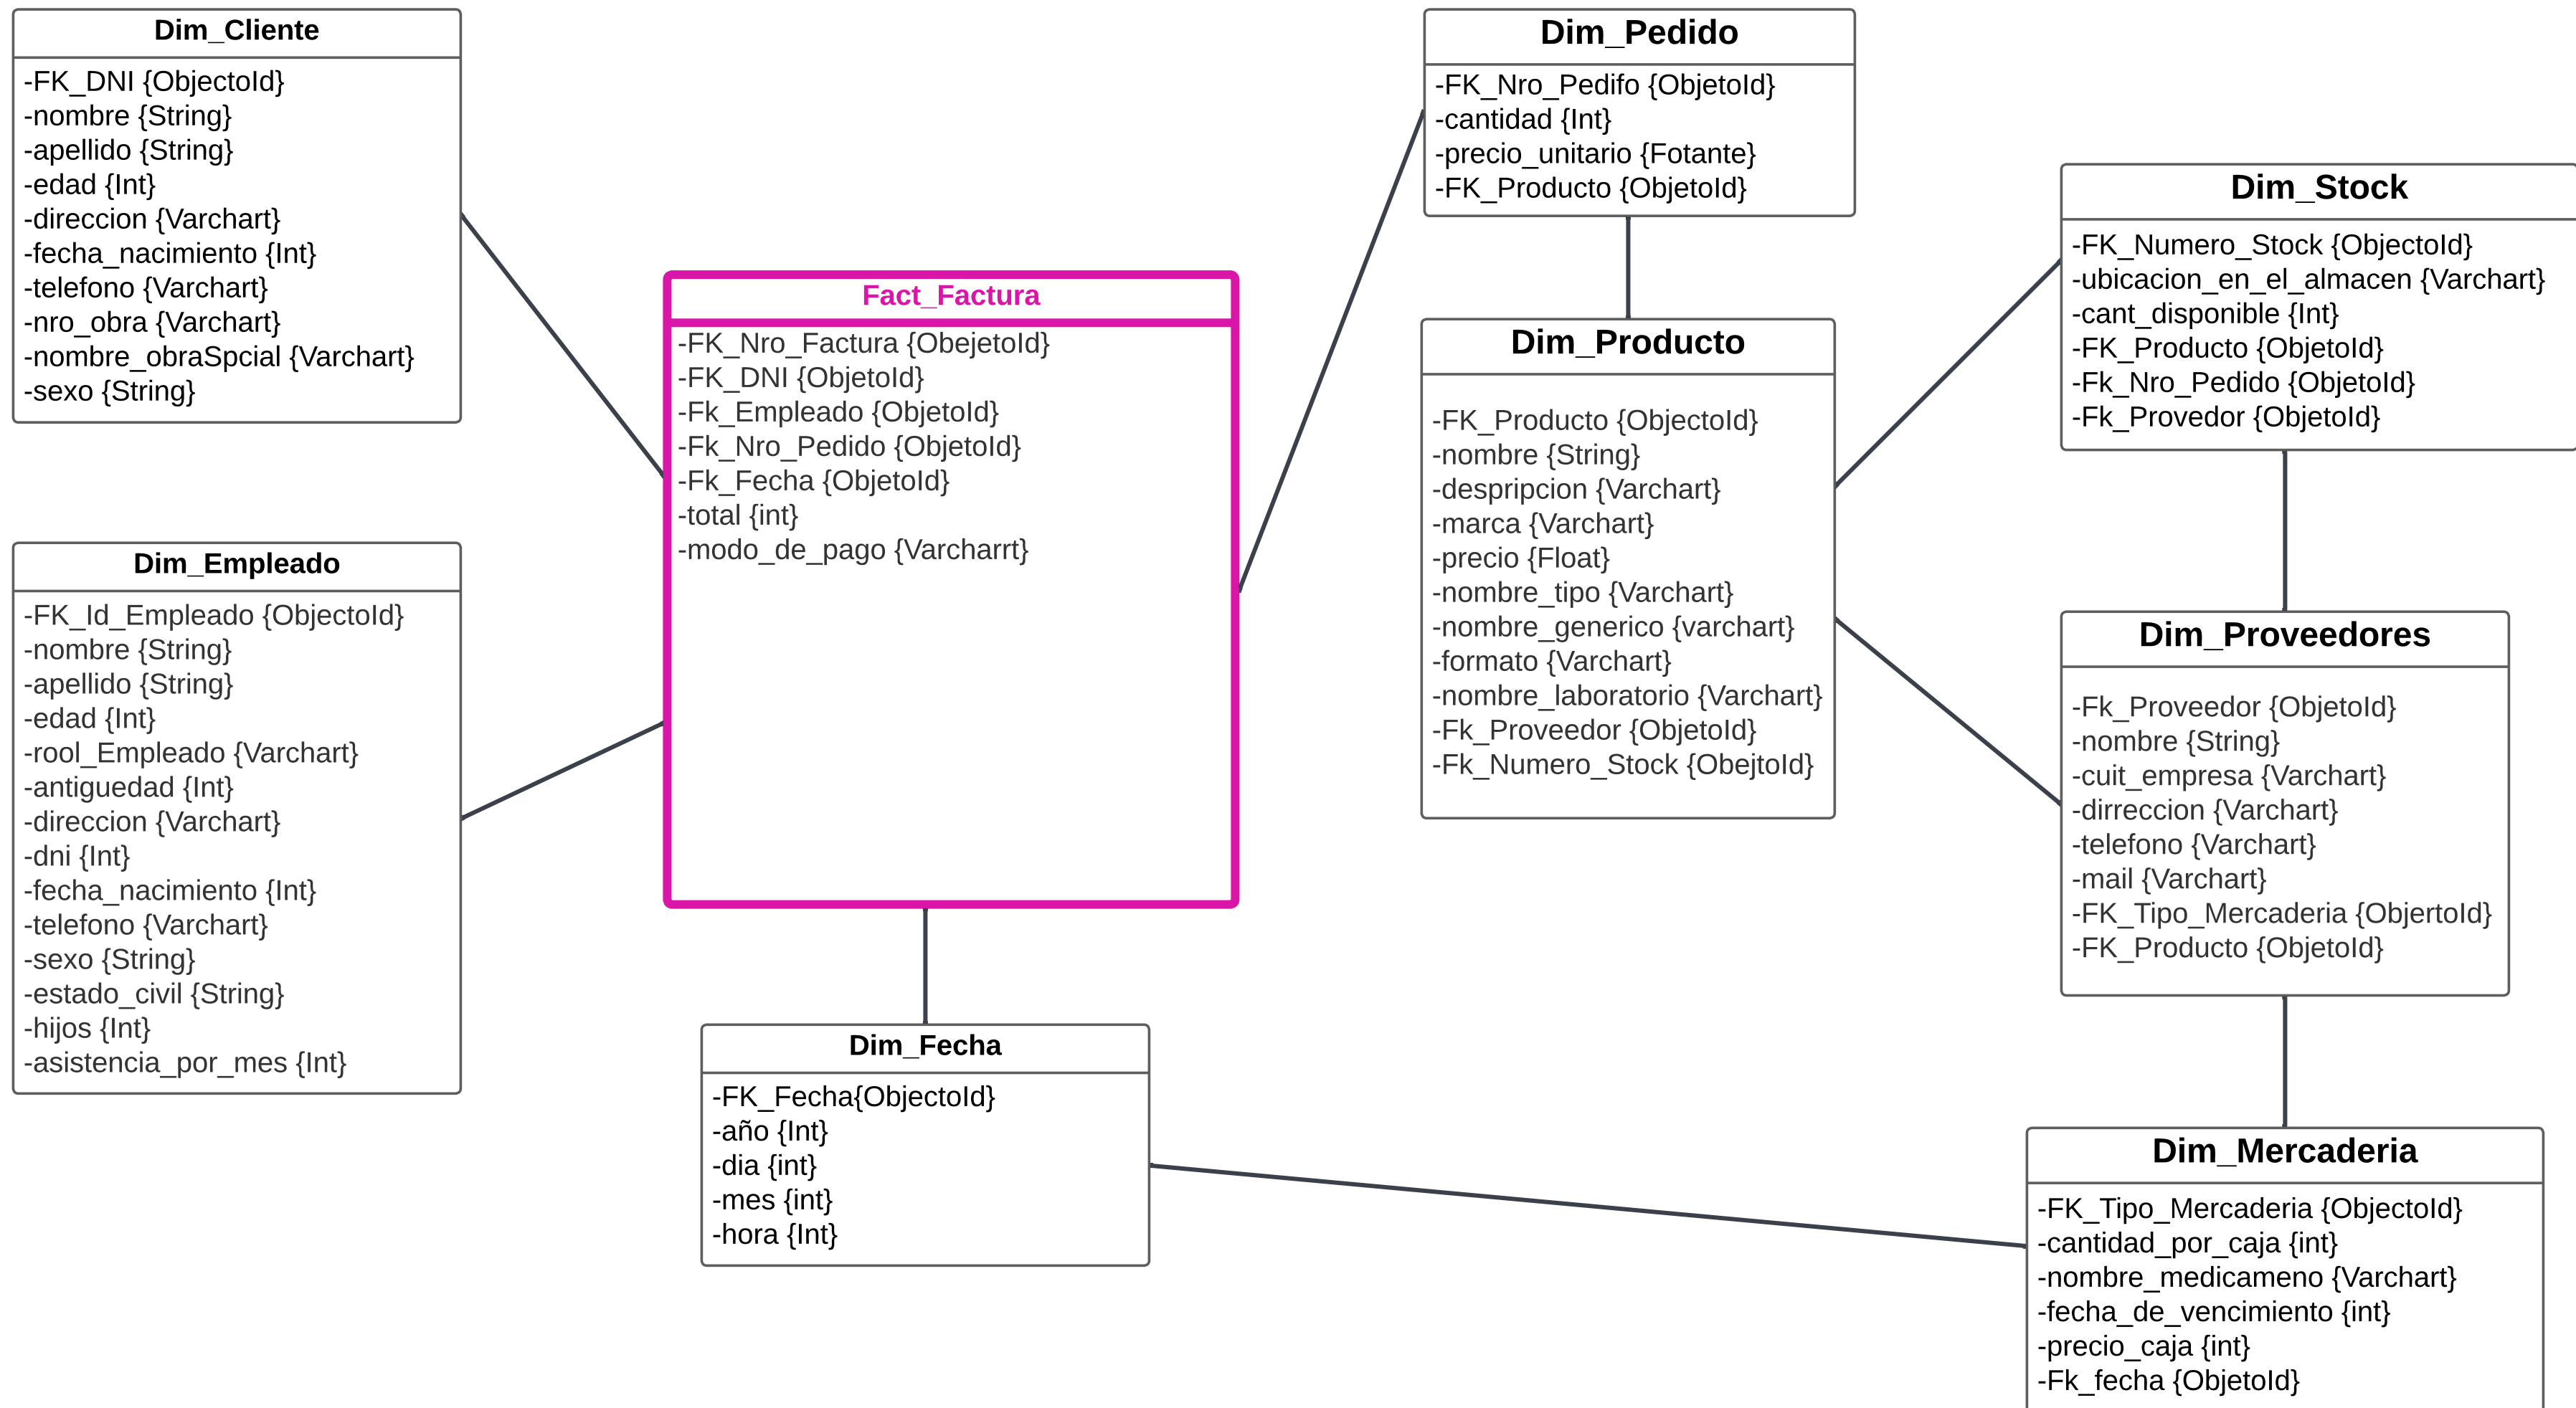 Dim_Cliente
-FK_DNI {ObjectoId}
-nombre {String}
-apellido {String}
-edad {Int}
-direccion {Varchart}
-fecha_nacimiento {Int}
-telefono {Varchart}
-nro_obra {Varchart}
-nombre_obraSpcial {Varchart}
-sexo {String}
Dim_Empleado
-FK_Id_Empleado {ObjectoId}
-nombre {String}
-apellido {String}
-edad {Int}
-rool_Empleado {Varchart}
-antiguedad {Int}
-direccion {Varchart}
-dni {Int}
-fecha_nacimiento {Int}
-telefono {Varchart}
-sexo {String}
-estado_civil {String}
-hijos {Int}
-asistencia_por_mes {Int}
Fact_Factura
-FK_Nro_Factura {ObejetoId}
-FK_DNI {ObjetoId}
-Fk_Empleado {ObjetoId}
-Fk_Nro_Pedido {ObjetoId}
-Fk_Fecha {ObjetoId}
-total {int}
-modo_de_pago {Varcharrt}
Dim_Fecha
-FK_Fecha{ObjectoId}
-año {Int}
-dia {int}
-mes {int}
-hora {Int}
Dim_Pedido
-FK_Nro_Pedifo {ObjetoId}
-cantidad {Int}
-precio_unitario {Fotante}
-FK_Producto {ObjetoId}
Dim_Producto
-FK_Producto {ObjectoId}
-nombre {String}
-despripcion {Varchart}
-marca {Varchart}
-precio {Float}
-nombre_tipo {Varchart}
-nombre_generico {varchart}
-formato {Varchart}
-nombre_laboratorio {Varchart}
-Fk_Proveedor {ObjetoId}
-Fk_Numero_Stock {ObejtoId}
Dim_Stock
-FK_Numero_Stock {ObjectoId}
-ubicacion_en_el_almacen {Varchart}
-cant_disponible {Int}
-FK_Producto {ObjetoId}
-Fk_Nro_Pedido {ObjetoId}
-Fk_Provedor {ObjetoId}
Dim_Proveedores
-Fk_Proveedor {ObjetoId}
-nombre {String}
-cuit_empresa {Varchart}
-dirreccion {Varchart}
-telefono {Varchart}
-mail {Varchart}
-FK_Tipo_Mercaderia {ObjertoId}
-FK_Producto {ObjetoId}
Dim_Mercaderia
-FK_Tipo_Mercaderia {ObjectoId}
-cantidad_por_caja {int}
-nombre_medicameno {Varchart}
-fecha_de_vencimiento {int}
-precio_caja {int}
-Fk_fecha {ObjetoId}